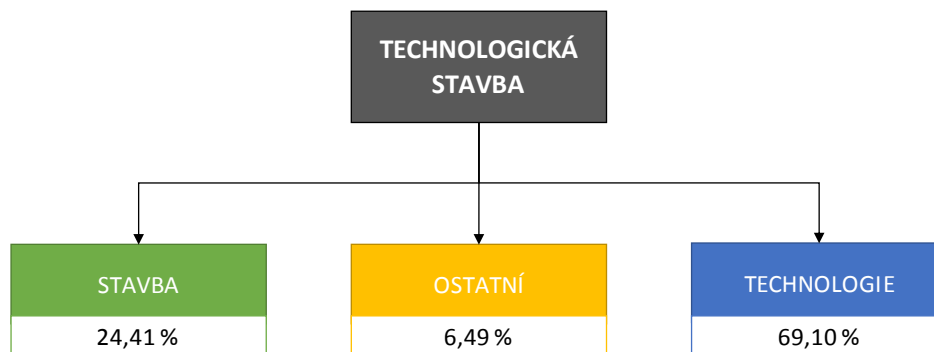 TECHNOLOGICKÁ
STAVBA
STAVBA
OSTATNÍ
TECHNOLOGIE
24,41 %
6,49 %
69,10 %